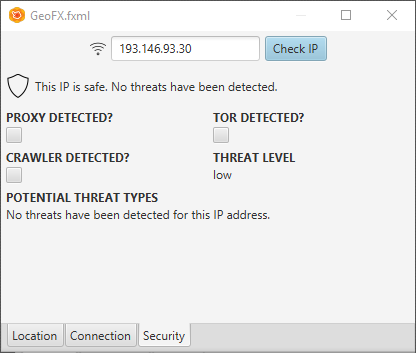 GeoFX.fxml
193.146.93.30
Check IP
This IP is safe. No threats have been detected.
PROXY DETECTED?
TOR DETECTED?
CRAWLER DETECTED?
THREAT LEVEL
low
POTENTIAL THREAT TYPES
No threats have been detected for this IP address.
Location
Connection
Security